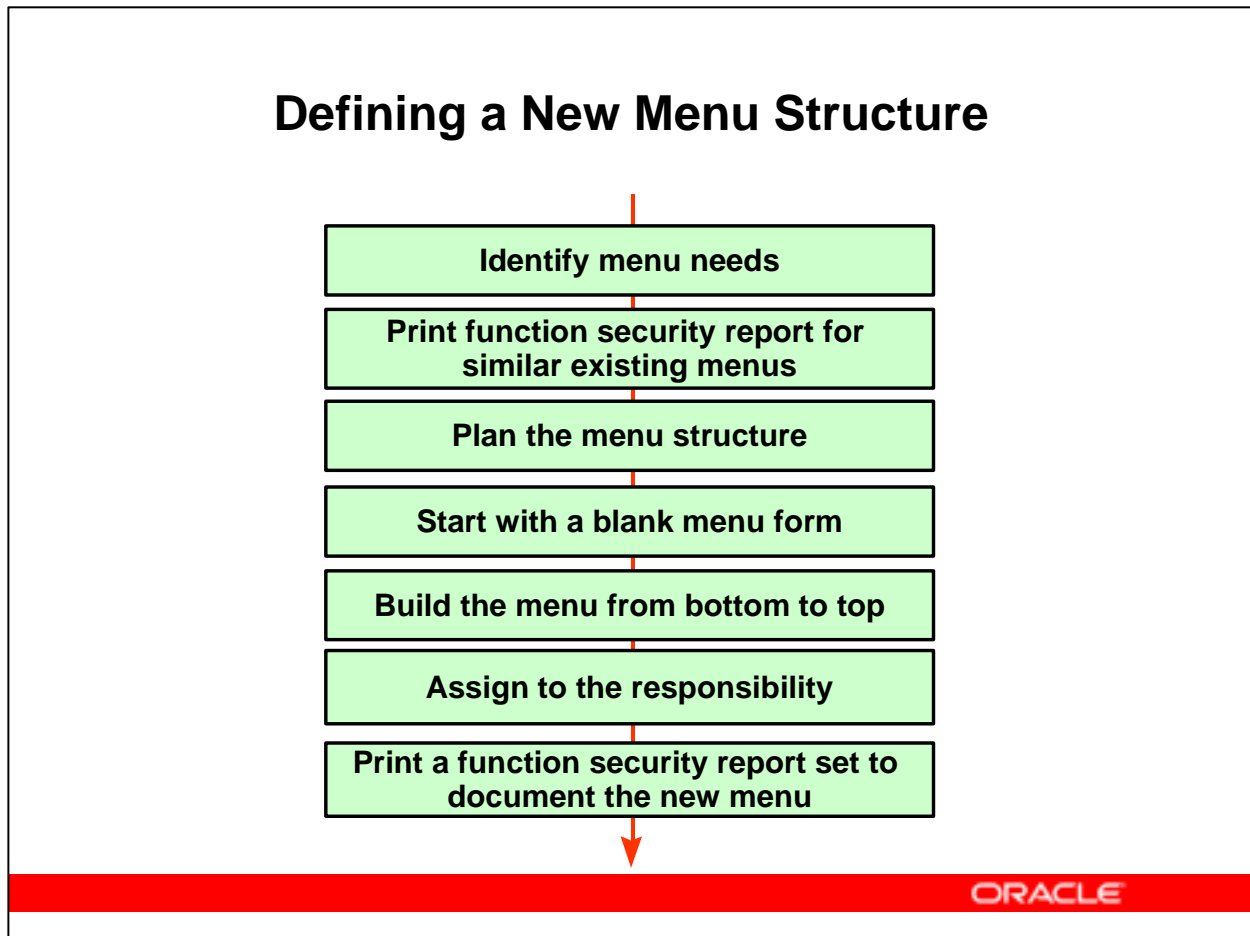 Defining a New Menu Structure
Identify menu needs
Print function security report for
similar existing menus
Plan the menu structure
Start with a blank menu form
Build the menu from bottom to top
Assign to the responsibility
Print a function security report set to
document the new menu
ORACLE